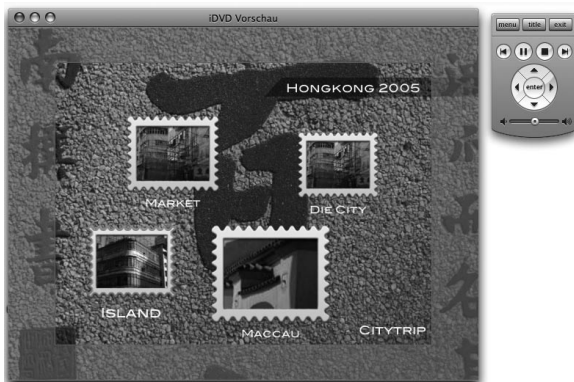 iDVD Vorschau
menu title exit
HONGKONG 2005
enter
MARKET
DIE CITY
ISLAND
MACCAU
CITYTRIP